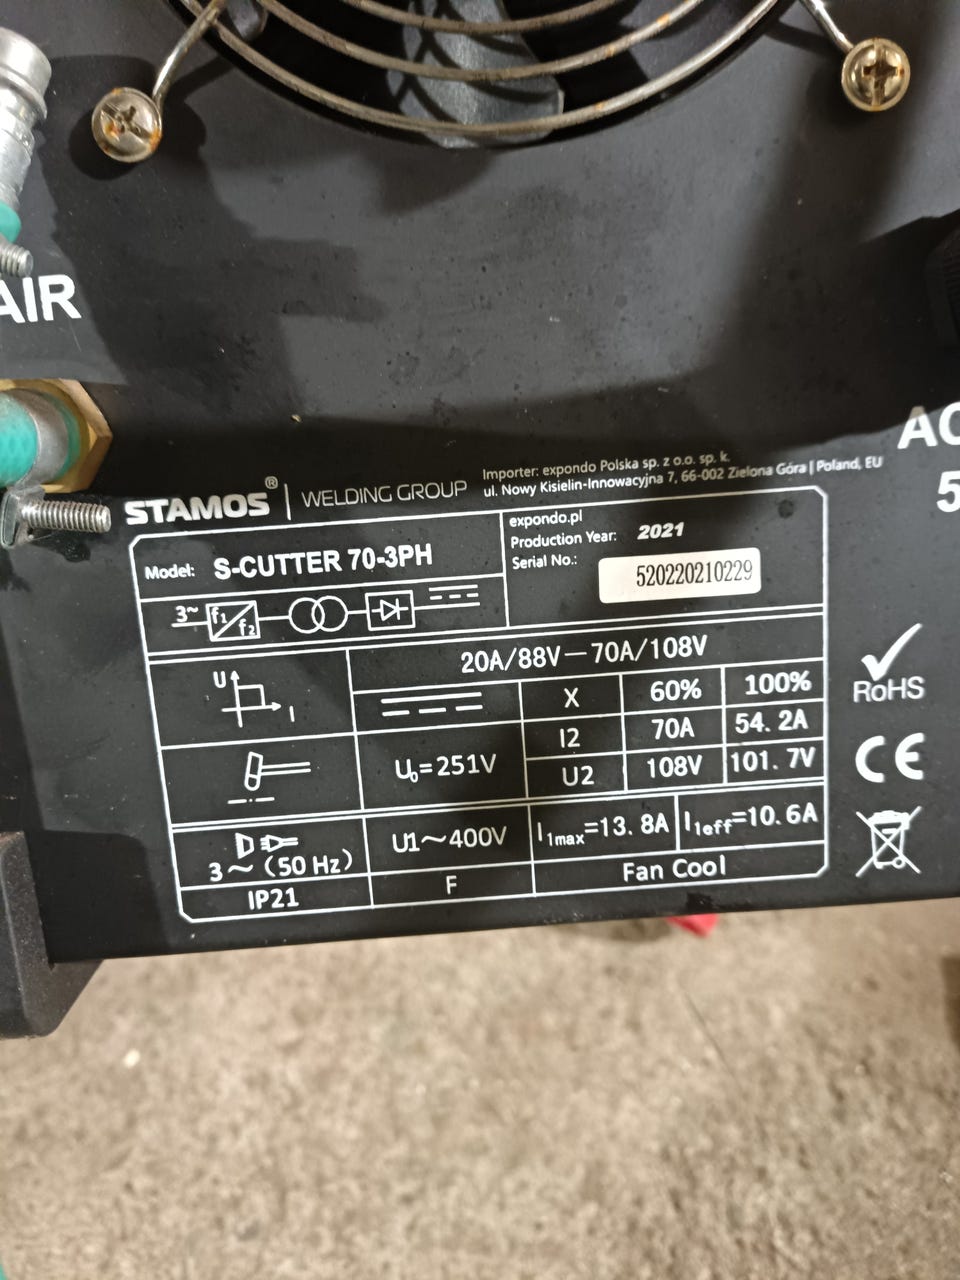 AIR
AC
5
STAMOS® | WELDING GROUP
Importer: expondo Polska sp. z o.o. sp. k.
ul. Nowy Kisielin-Innowacyjna 7, 66-002 Zielona Góra | Poland, EU
Model: S-CUTTER 70-3PH
expondo.pl
Production Year: 2021
Serial No.:
520220210229
3~ f1 f2
20A/88V—70A/108V
U I
X 60% 100%
I2 70A 54.2A
U0=251V
U2 108V 101.7V
3~ (50 Hz)
U1~400V
I1max=13.8A
I1eff=10.6A
IP21
F
Fan Cool
RoHS
CE